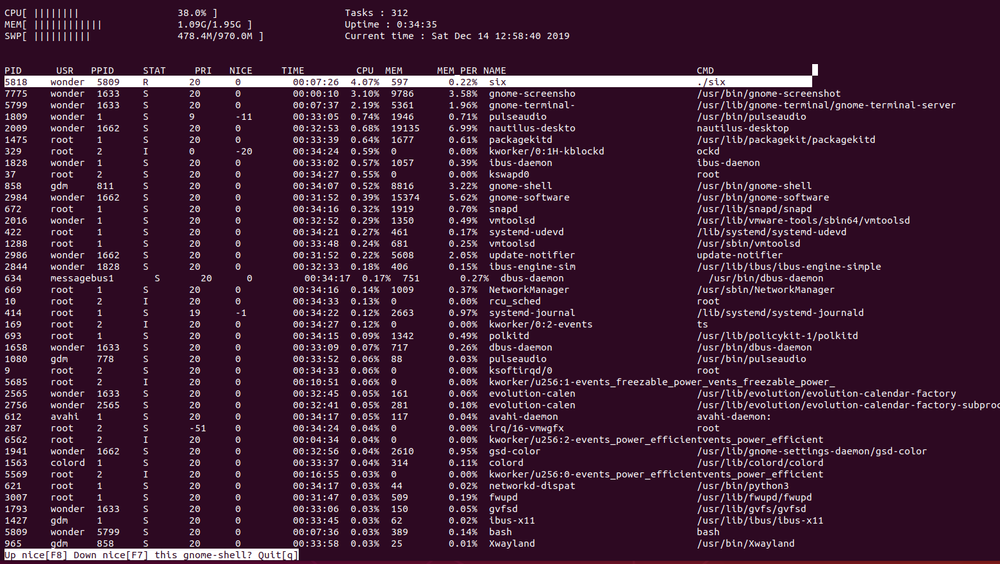 CPU[ |||||||| 38.0% ] Tasks : 312
MEM[ |||||||||||| 1.09G/1.95G ] Uptime : 0:34:35
SWP[ |||||||||| 478.4M/970.0M ] Current time : Sat Dec 14 12:58:40 2019
PID USR PPID STAT PRI NICE TIME CPU MEM MEM_PER NAME CMD
5818 wonder 5809 R 20 0 00:07:26 4.07% 597 0.22% six ./six
7775 wonder 1633 S 20 0 00:00:10 3.10% 9786 3.58% gnome-screensho /usr/bin/gnome-screenshot
5799 wonder 1633 S 20 0 00:07:37 2.19% 5361 1.96% gnome-terminal- /usr/lib/gnome-terminal/gnome-terminal-server
1809 wonder 1 S 9 -11 00:33:05 0.74% 1946 0.71% pulseaudio /usr/bin/pulseaudio
2009 wonder 1662 S 20 0 00:32:53 0.68% 19135 6.99% nautilus-deskto nautilus-desktop
1475 root 1 S 20 0 00:33:39 0.64% 1677 0.61% packagekitd /usr/lib/packagekit/packagekitd
329 root 2 I 0 -20 00:34:24 0.59% 0 0.00% kworker/0:1H-kblockd ockd
1828 wonder 1 S 20 0 00:33:02 0.57% 1057 0.39% ibus-daemon ibus-daemon
37 root 2 S 20 0 00:34:27 0.55% 0 0.00% kswapd0 root
858 gdm 811 S 20 0 00:34:07 0.52% 8816 3.22% gnome-shell /usr/bin/gnome-shell
2984 wonder 1662 S 20 0 00:31:52 0.39% 15374 5.62% gnome-software /usr/bin/gnome-software
672 root 1 S 20 0 00:34:16 0.32% 1919 0.70% snapd /usr/lib/snapd/snapd
2016 wonder 1 S 20 0 00:32:52 0.29% 1350 0.49% vmtoolsd /usr/lib/vmware-tools/sbin64/vmtoolsd
422 root 1 S 20 0 00:34:21 0.27% 461 0.17% systemd-udevd /lib/systemd/systemd-udevd
1288 root 1 S 20 0 00:33:48 0.24% 681 0.25% vmtoolsd /usr/sbin/vmtoolsd
2986 wonder 1662 S 20 0 00:31:52 0.22% 5608 2.05% update-notifier update-notifier
2844 wonder 1828 S 20 0 00:32:33 0.18% 406 0.15% ibus-engine-sim /usr/lib/ibus/ibus-engine-simple
634 messagebus1 S 20 0 00:34:17 0.17% 751 0.27% dbus-daemon /usr/bin/dbus-daemon
669 root 1 S 20 0 00:34:16 0.14% 1009 0.37% NetworkManager /usr/sbin/NetworkManager
10 root 2 I 20 0 00:34:33 0.13% 0 0.00% rcu_sched root
414 root 1 S 19 -1 00:34:22 0.12% 2663 0.97% systemd-journal /lib/systemd/systemd-journald
169 root 2 I 20 0 00:34:27 0.12% 0 0.00% kworker/0:2-events ts
693 root 1 S 20 0 00:34:15 0.09% 1342 0.49% polkitd /usr/lib/policykit-1/polkitd
1658 wonder 1633 S 20 0 00:33:09 0.07% 717 0.26% dbus-daemon /usr/bin/dbus-daemon
1080 gdm 778 S 20 0 00:33:52 0.06% 88 0.03% pulseaudio /usr/bin/pulseaudio
9 root 2 S 20 0 00:34:33 0.06% 0 0.00% ksoftirqd/0 root
5685 root 2 I 20 0 00:10:51 0.06% 0 0.00% kworker/u256:1-events_freezable_power_vents_freezable_power_
2565 wonder 1633 S 20 0 00:32:45 0.05% 161 0.06% evolution-calen /usr/lib/evolution/evolution-calendar-factory
2756 wonder 2565 S 20 0 00:32:41 0.05% 281 0.10% evolution-calen /usr/lib/evolution/evolution-calendar-factory-subproc
612 avahi 1 S 20 0 00:34:17 0.05% 117 0.04% avahi-daemon avahi-daemon:
287 root 2 S -51 0 00:34:24 0.04% 0 0.00% irq/16-vmwgfx root
6562 root 2 I 20 0 00:04:34 0.04% 0 0.00% kworker/u256:2-events_power_efficientvents_power_efficient
1941 wonder 1662 S 20 0 00:32:56 0.04% 2610 0.95% gsd-color /usr/lib/gnome-settings-daemon/gsd-color
1563 colord 1 S 20 0 00:33:37 0.04% 314 0.11% colord /usr/lib/colord/colord
5569 root 2 I 20 0 00:16:55 0.03% 0 0.00% kworker/u256:0-events_power_efficientvents_power_efficient
621 root 1 S 20 0 00:34:17 0.03% 44 0.02% networkd-dispat /usr/bin/python3
3007 root 1 S 20 0 00:31:47 0.03% 509 0.19% fwupd /usr/lib/fwupd/fwupd
1793 wonder 1633 S 20 0 00:33:06 0.03% 150 0.05% gvfsd /usr/lib/gvfs/gvfsd
1427 gdm 1 S 20 0 00:33:45 0.03% 62 0.02% ibus-x11 /usr/lib/ibus/ibus-x11
5809 wonder 5799 S 20 0 00:07:36 0.03% 389 0.14% bash bash
965 gdm 858 S 20 0 00:33:58 0.03% 25 0.01% Xwayland /usr/bin/Xwayland
Up nice[F8] Down nice[F7] this gnome-shell? Quit[q]